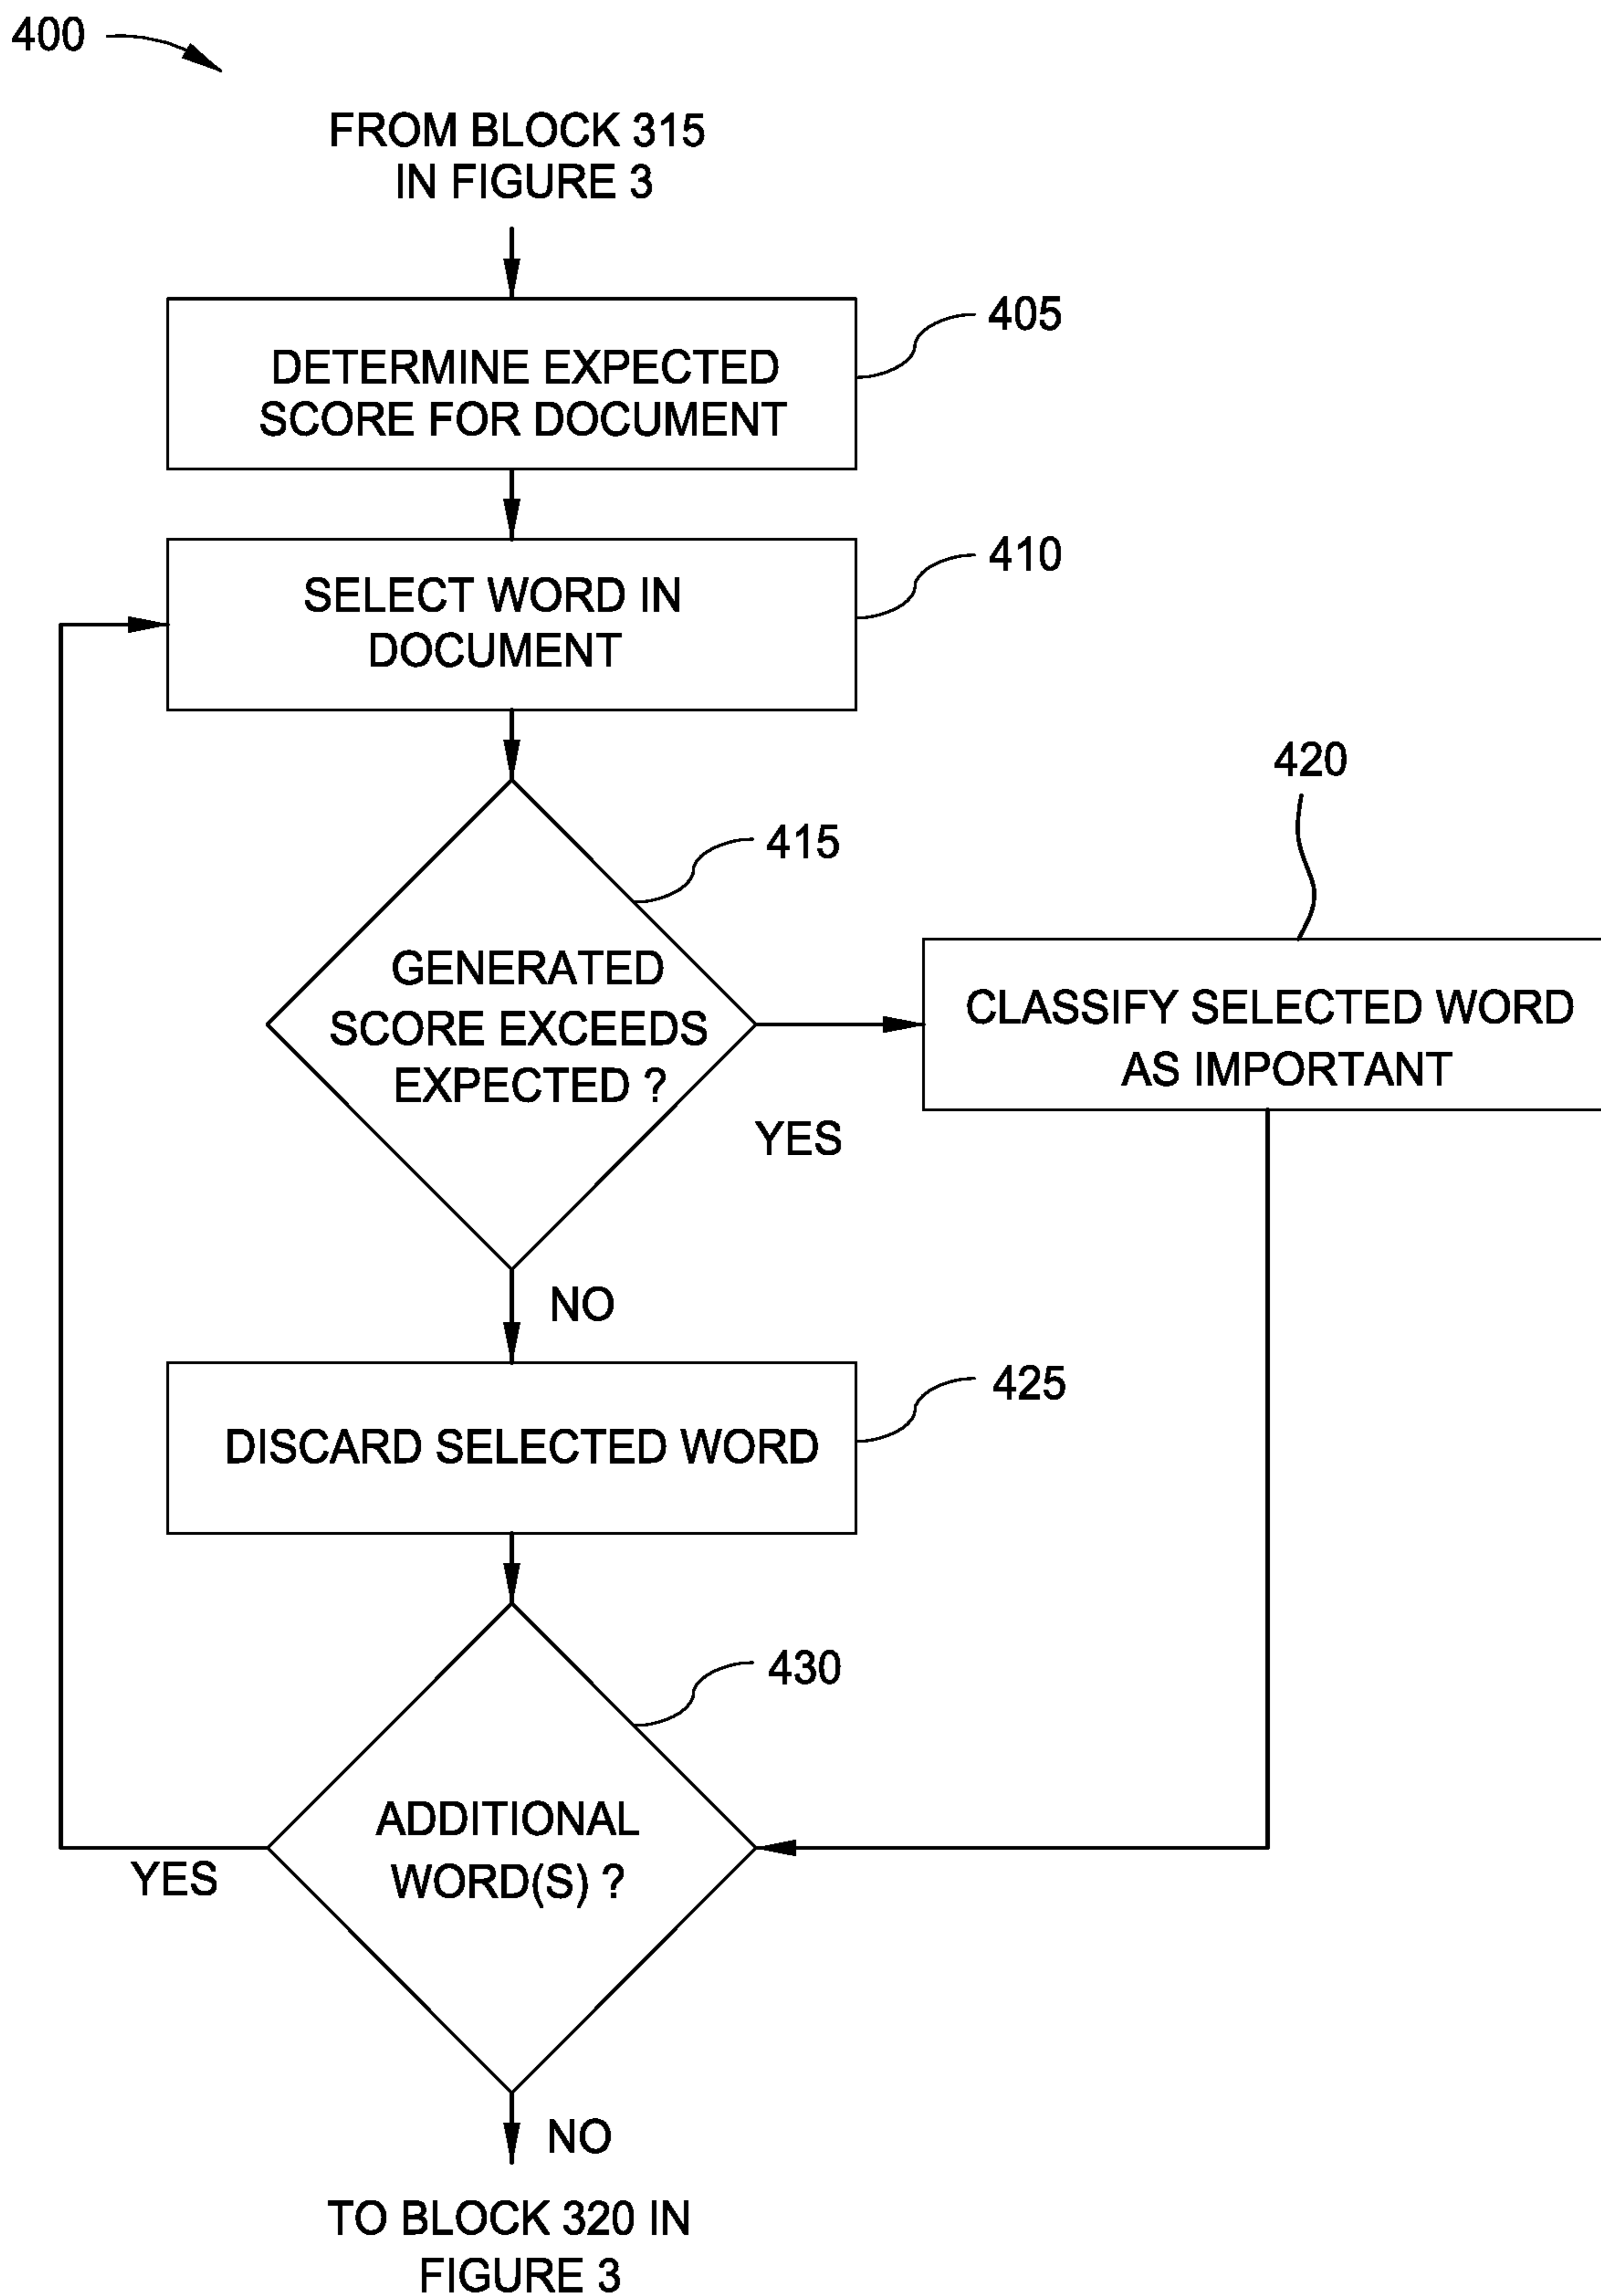 400
FROM BLOCK 315
IN FIGURE 3
405
DETERMINE EXPECTED
SCORE FOR DOCUMENT
410
SELECT WORD IN
DOCUMENT
415
420
GENERATED
SCORE EXCEEDS
EXPECTED ?
YES
CLASSIFY SELECTED WORD
AS IMPORTANT
NO
425
DISCARD SELECTED WORD
430
ADDITIONAL
WORD(S) ?
YES
NO
TO BLOCK 320 IN
FIGURE 3